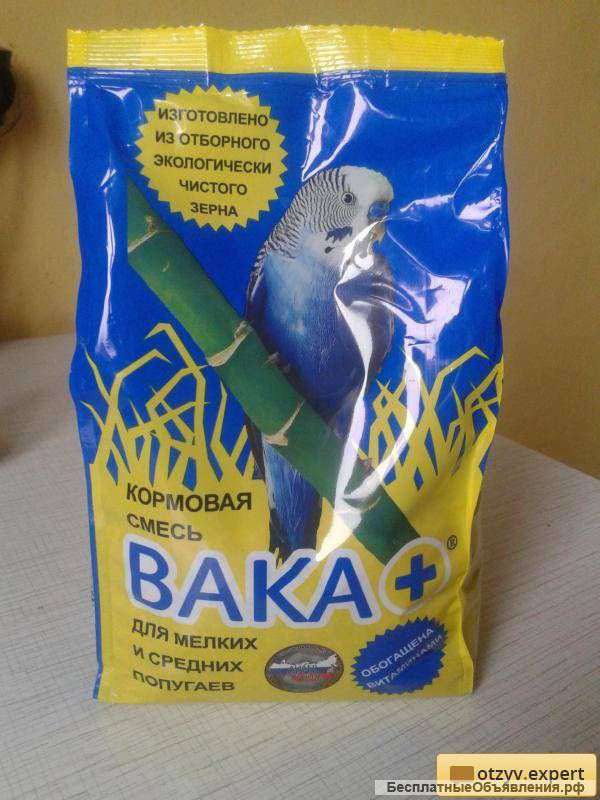 ИЗГОТОВЛЕНО
ИЗ ОТБОРНОГО
ЭКОЛОГИЧЕСКИ
ЧИСТОГО
ЗЕРНА
КОРМОВАЯ
СМЕСЬ
ВАКА +®
ДЛЯ МЕЛКИХ
И СРЕДНИХ
ПОПУГАЕВ
ОБОГАЩЕНА
ВИТАМИНАМИ
otzyv.expert
БесплатныеОбъявления.рф